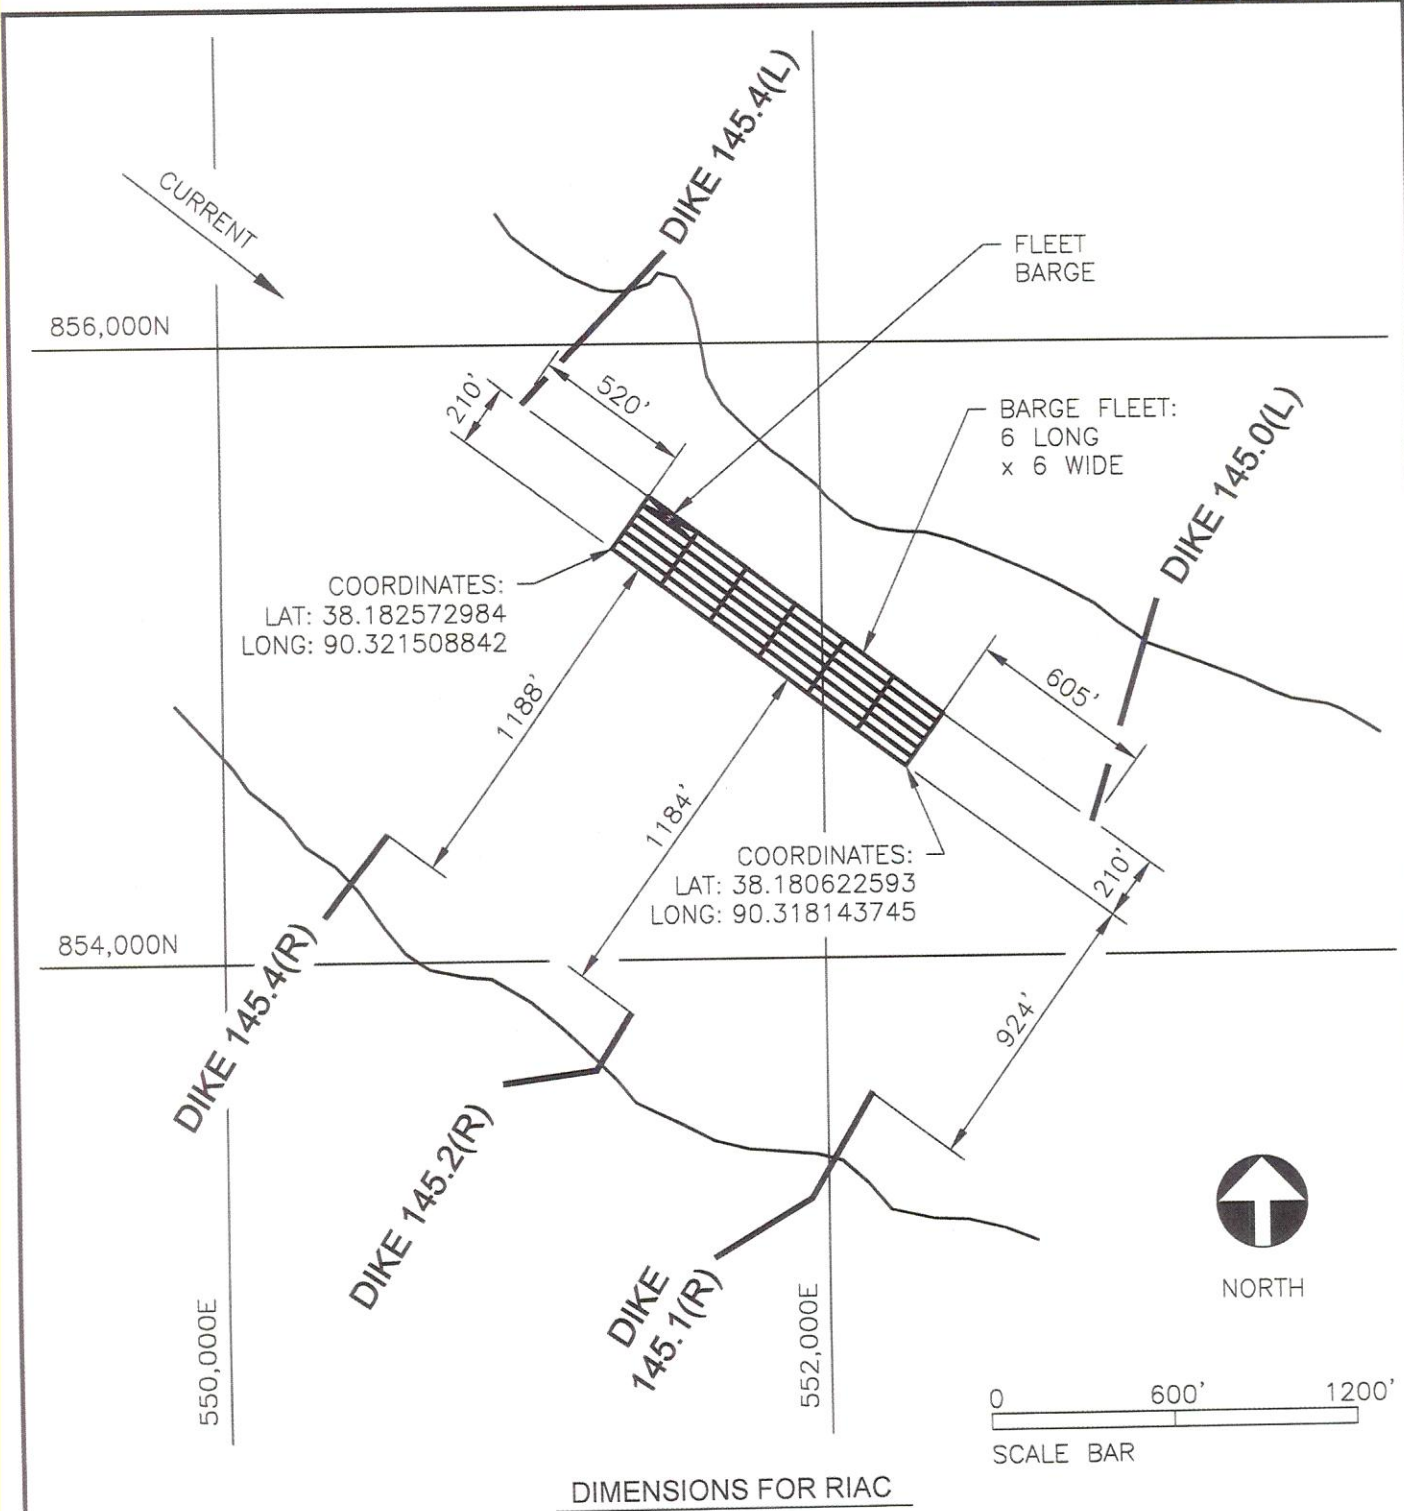 DIKE 145.4(L)
CURRENT
FLEET
BARGE
856,000N
210'
520'
BARGE FLEET:
6 LONG
x 6 WIDE
DIKE 145.0(L)
COORDINATES:
LAT: 38.182572984
LONG: 90.321508842
1188'
605'
1184'
COORDINATES:
LAT: 38.180622593
LONG: 90.318143745
210'
854,000N
DIKE 145.4(R)
924'
DIKE 145.2(R)
DIKE
145.1(R)
NORTH
550,000E
552,000E
0 600' 1200'
SCALE BAR
DIMENSIONS FOR RIAC